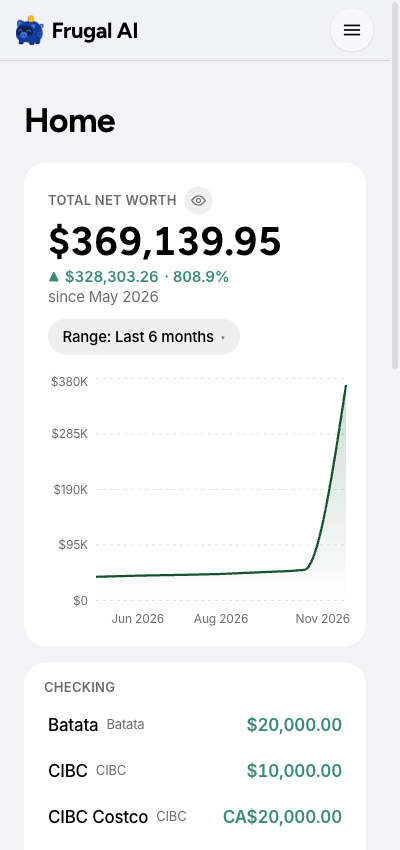 Frugal AI
Home
TOTAL NET WORTH
$369,139.95
▲ $328,303.26 · 808.9%
since May 2026
Range: Last 6 months
$380K
$285K
$190K
$95K
$0
Jun 2026 Aug 2026 Nov 2026
CHECKING
Batata Batata $20,000.00
CIBC CIBC $10,000.00
CIBC Costco CIBC CA$20,000.00